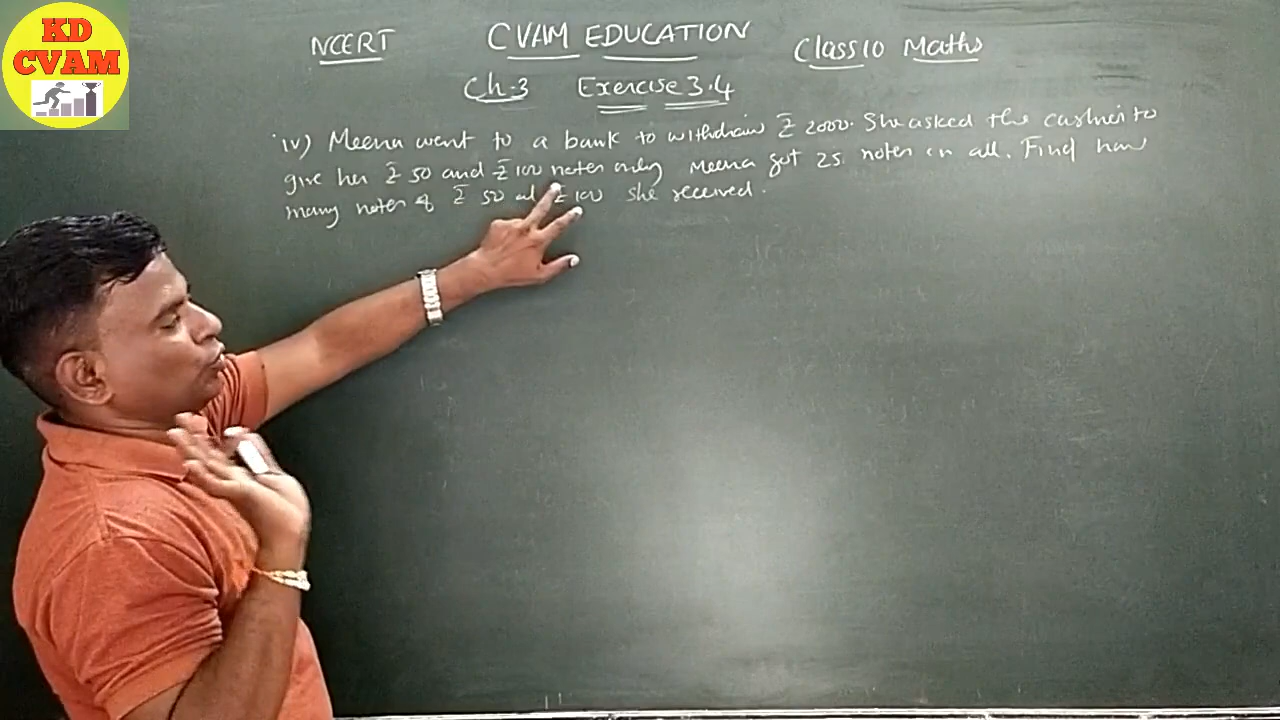 KD
CVAM
NCERT CVAM EDUCATION Class 10 Maths
Ch-3 Exercise 3.4
iv) Meena went to a bank to withdraw ₹ 2000. She asked the cashier to
give her ₹ 50 and ₹ 100 notes only Meena got 25 notes in all. Find how
many notes of ₹ 50 ad ₹ 100 she received.